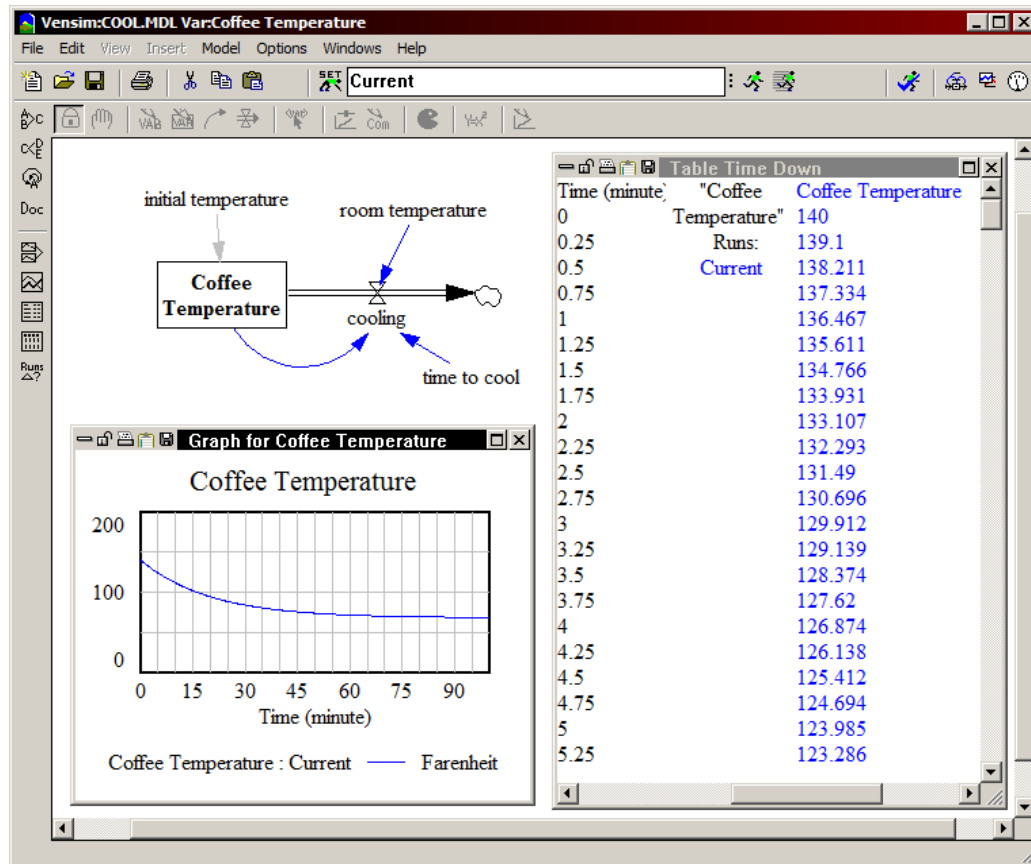 Vensim:COOL.MDL Var:Coffee Temperature
File Edit View Insert Model Options Windows Help
SET Current
A>C B> VAB VAR Com Y=X²
Doc
Runs Δ?
initial temperature
room temperature
Coffee
Temperature
cooling
time to cool
Graph for Coffee Temperature
Coffee Temperature
200
100
0
0 15 30 45 60 75 90
Time (minute)
Coffee Temperature : Current Farenheit
Table Time Down
Time (minute) "Coffee Coffee Temperature
0 Temperature" 140
0.25 Runs: 139.1
0.5 Current 138.211
0.75 137.334
1 136.467
1.25 135.611
1.5 134.766
1.75 133.931
2 133.107
2.25 132.293
2.5 131.49
2.75 130.696
3 129.912
3.25 129.139
3.5 128.374
3.75 127.62
4 126.874
4.25 126.138
4.5 125.412
4.75 124.694
5 123.985
5.25 123.286